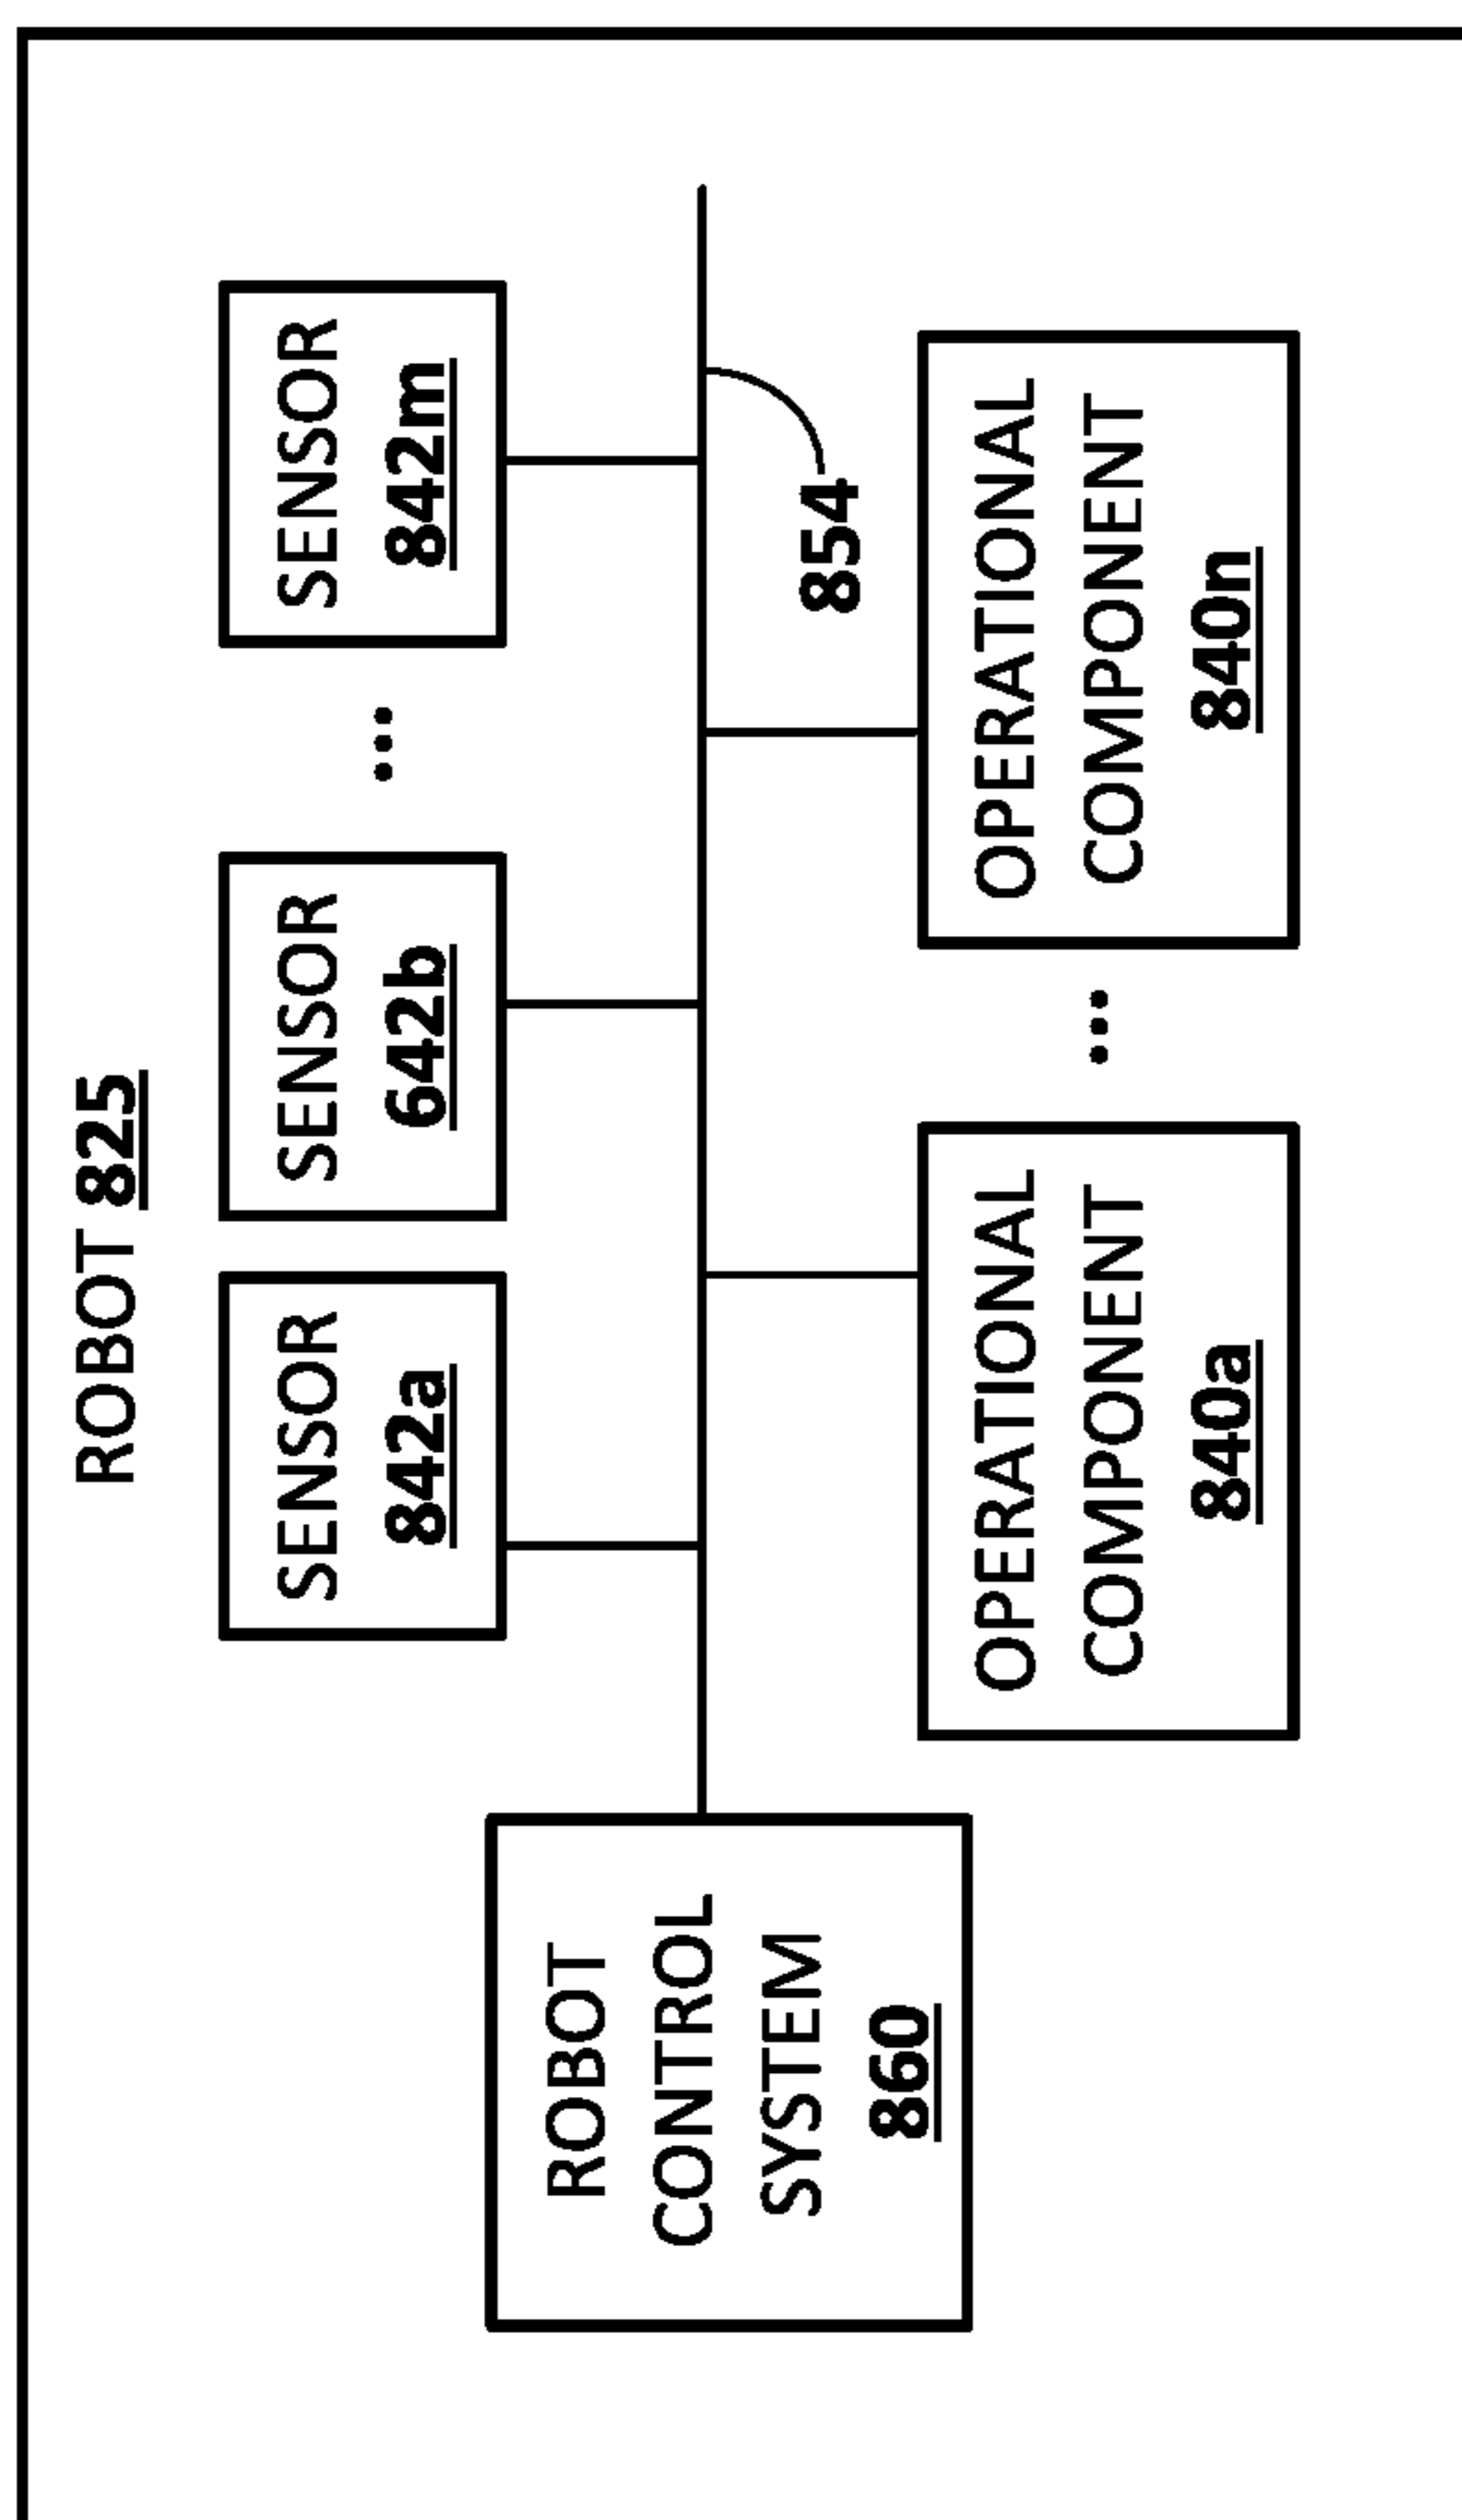 ROBOT 825
SENSOR
842a
SENSOR
642b
...
SENSOR
842m
854
ROBOT
CONTROL
SYSTEM
860
OPERATIONAL
COMPONENT
840a
...
OPERATIONAL
COMPONENT
840n